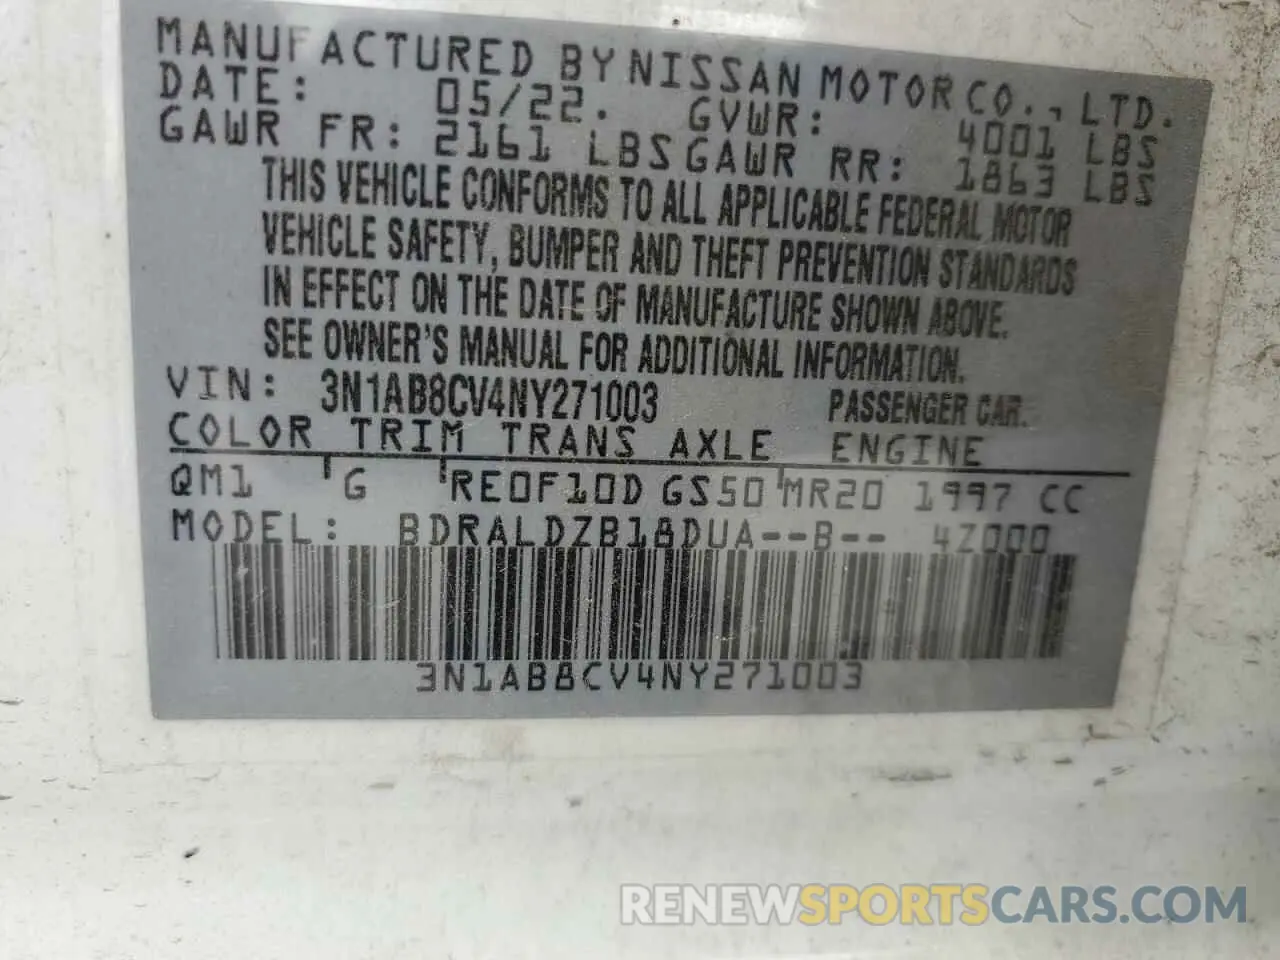 MANUFACTURED BY NISSAN MOTOR CO., LTD.
DATE: 05/22. GVWR: 4001 LBS
GAWR FR: 2161 LBS GAWR RR: 1863 LBS
THIS VEHICLE CONFORMS TO ALL APPLICABLE FEDERAL MOTOR
VEHICLE SAFETY, BUMPER AND THEFT PREVENTION STANDARDS
IN EFFECT ON THE DATE OF MANUFACTURE SHOWN ABOVE.
SEE OWNER'S MANUAL FOR ADDITIONAL INFORMATION.
VIN: 3N1AB8CV4NY271003 PASSENGER CAR.
COLOR TRIM TRANS AXLE ENGINE
QM1 G RE0F10D GS50 MR20 1997 CC
MODEL: BDRALDZB18DUA--B-- 4Z000
3N1AB8CV4NY271003
RENEWSPORTSCARS.COM